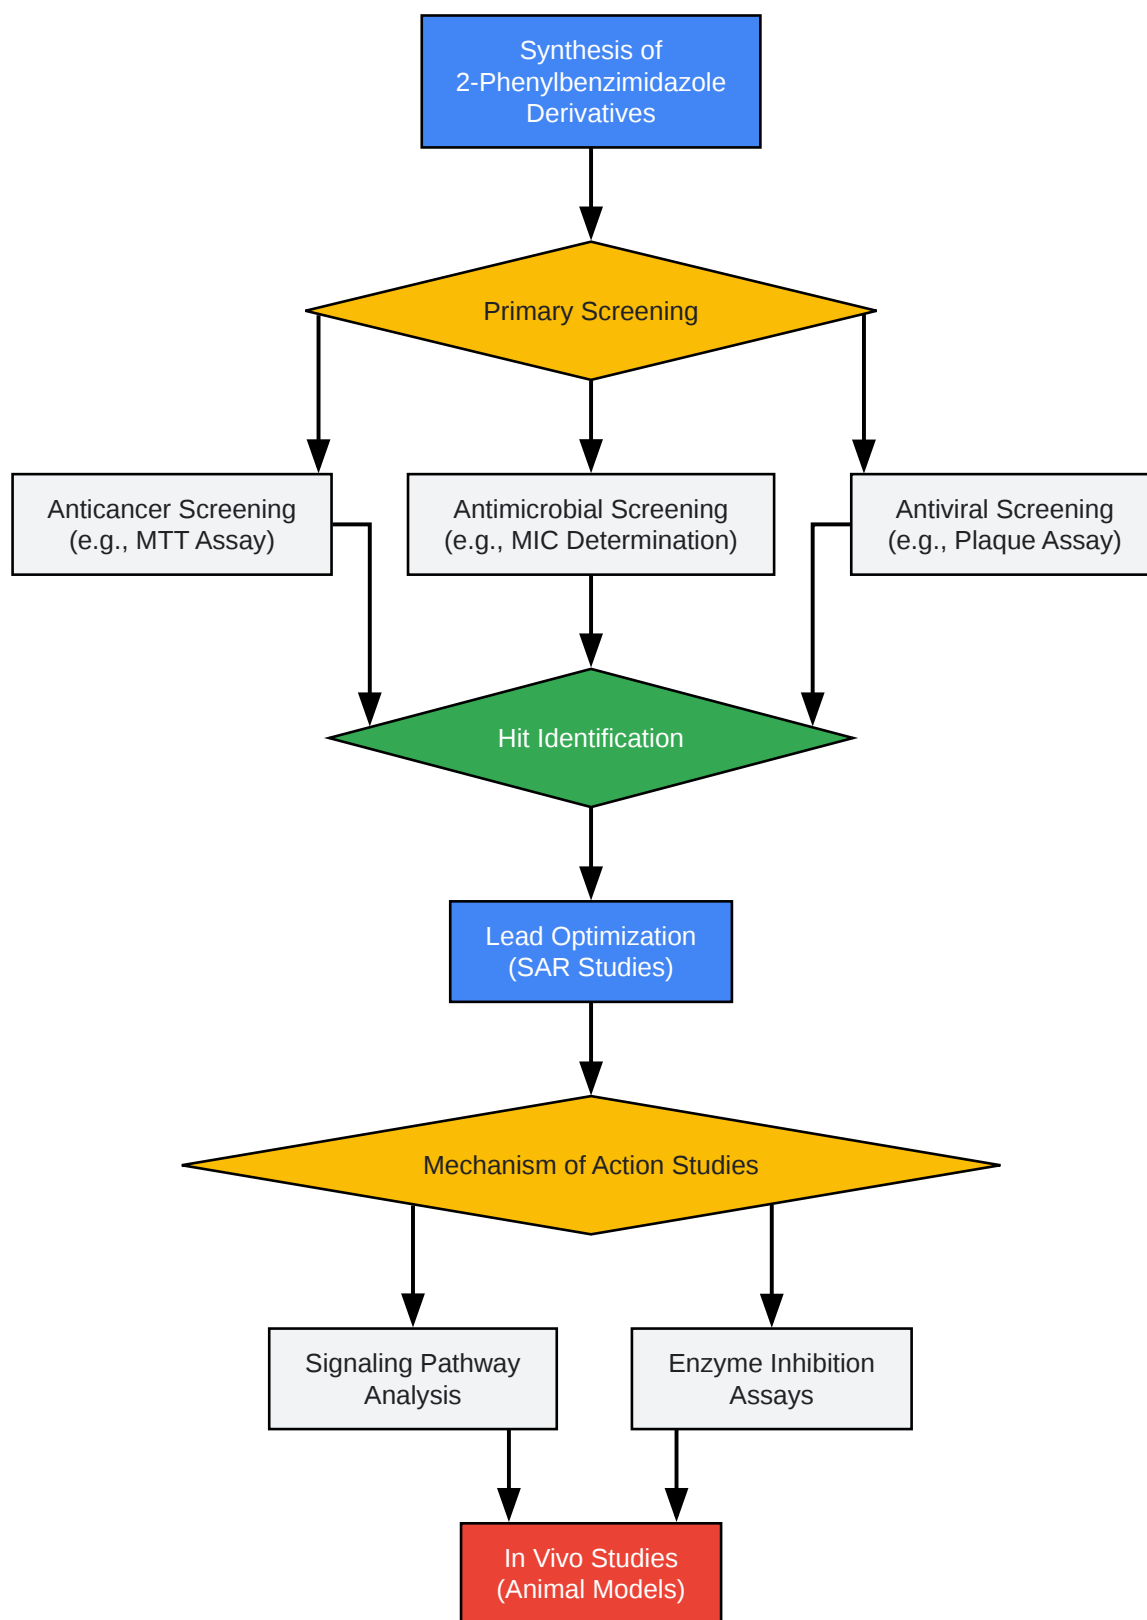 Synthesis of
2-Phenylbenzimidazole
Derivatives
Primary Screening
Anticancer Screening
(e.g., MTT Assay)
Antimicrobial Screening
(e.g., MIC Determination)
Antiviral Screening
(e.g., Plaque Assay)
Hit Identification
Lead Optimization
(SAR Studies)
Mechanism of Action Studies
Signaling Pathway
Analysis
Enzyme Inhibition
Assays
In Vivo Studies
(Animal Models)